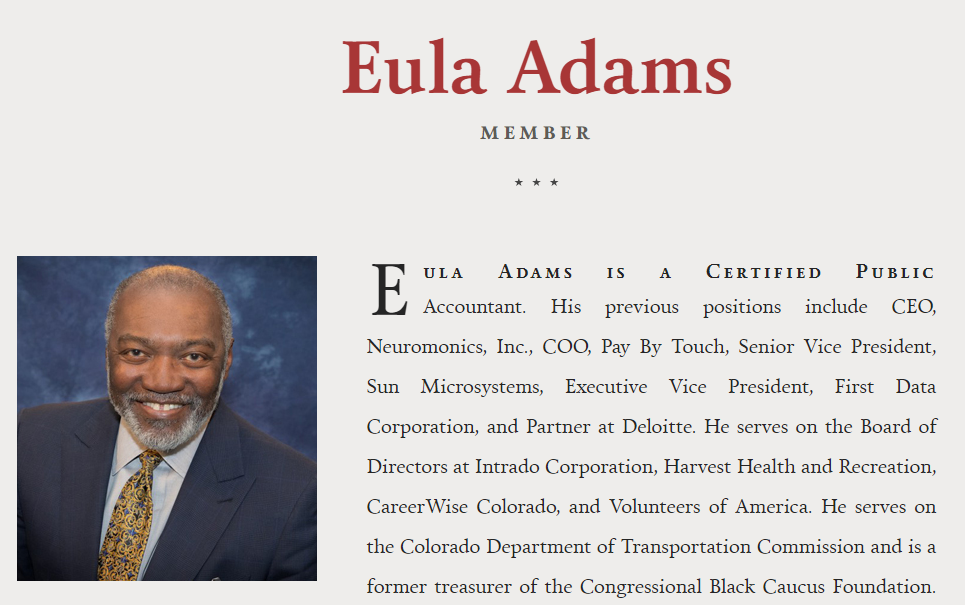 Eula Adams
MEMBER
★ ★ ★
Eula Adams is a Certified Public
Accountant. His previous positions include CEO,
Neuromonics, Inc., COO, Pay By Touch, Senior Vice President,
Sun Microsystems, Executive Vice President, First Data
Corporation, and Partner at Deloitte. He serves on the Board of
Directors at Intrado Corporation, Harvest Health and Recreation,
CareerWise Colorado, and Volunteers of America. He serves on
the Colorado Department of Transportation Commission and is a
former treasurer of the Congressional Black Caucus Foundation.